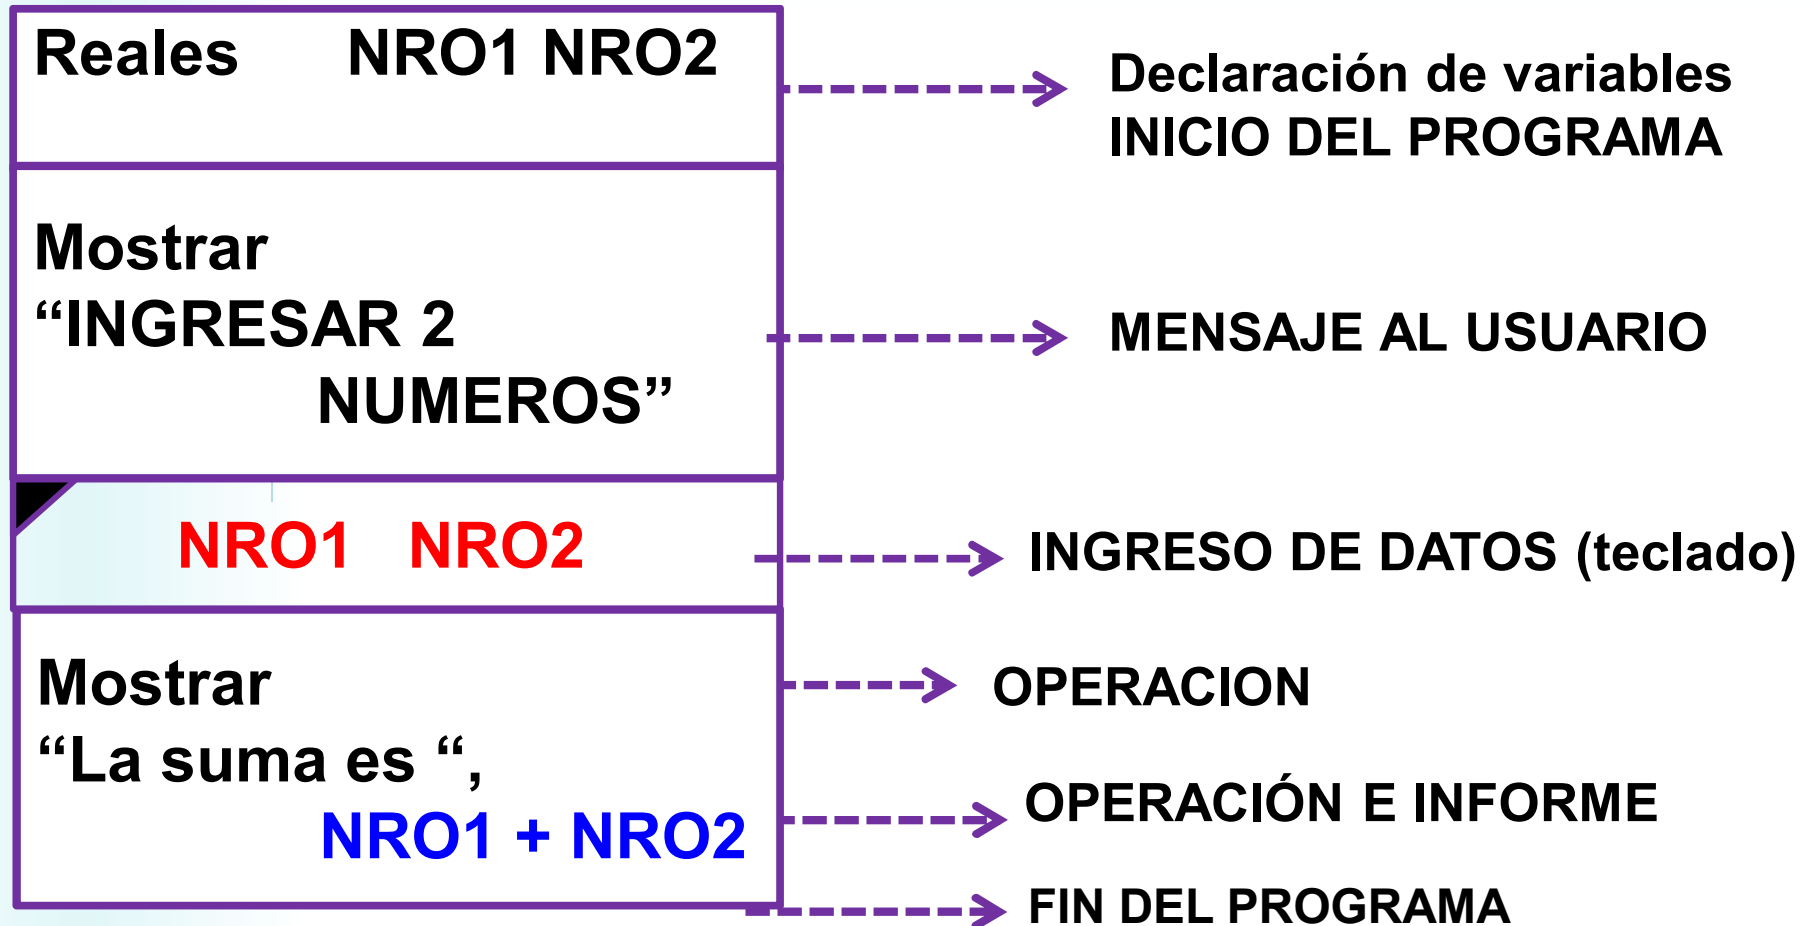 Reales NRO1 NRO2
Declaración de variables
INICIO DEL PROGRAMA
Mostrar
“INGRESAR 2
NUMEROS”
MENSAJE AL USUARIO
NRO1 NRO2
INGRESO DE DATOS (teclado)
Mostrar
“La suma es “,
NRO1 + NRO2
OPERACION
OPERACIÓN E INFORME
FIN DEL PROGRAMA